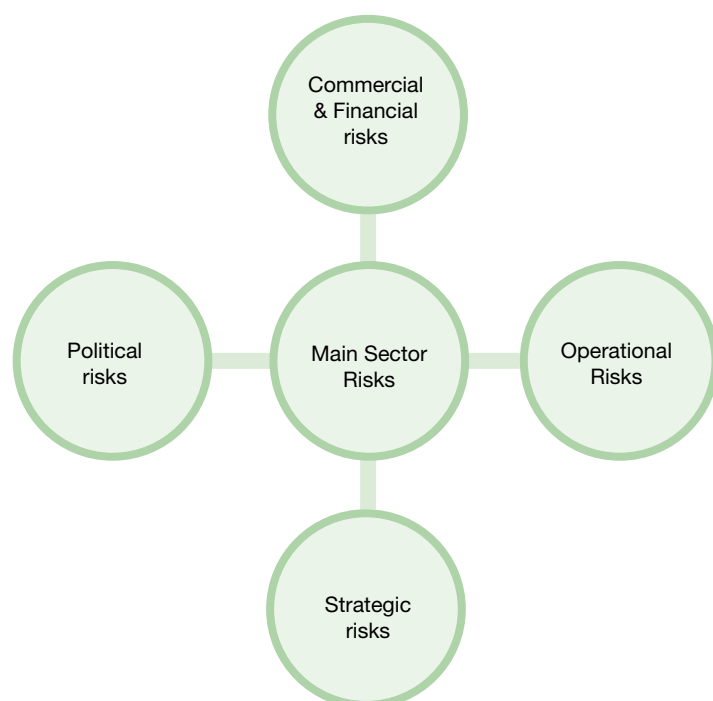 Commercial
& Financial
risks
Political
risks
Main Sector
Risks
Operational
Risks
Strategic
risks